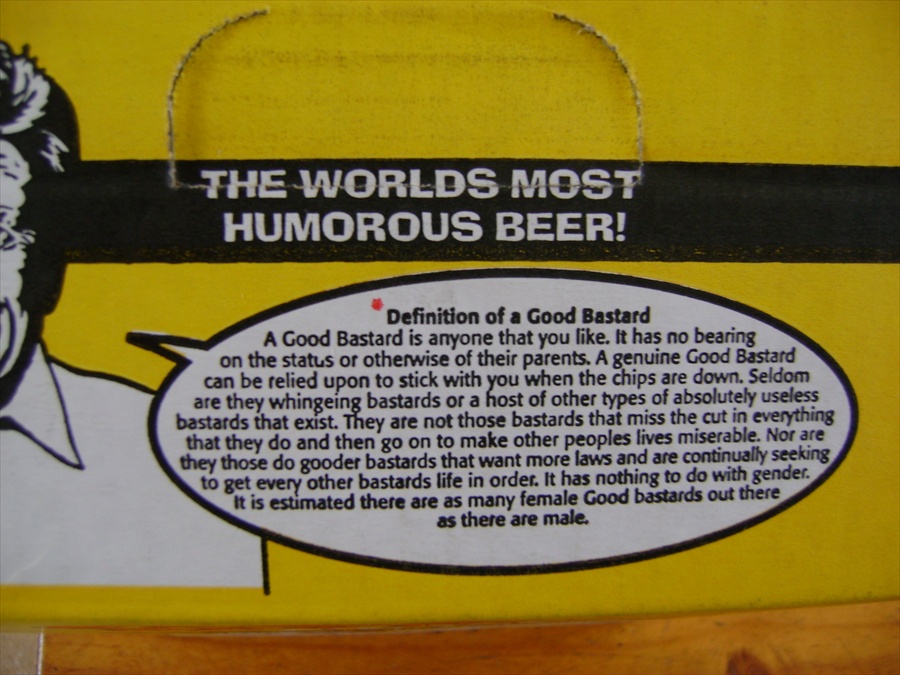 THE WORLDS MOST
HUMOROUS BEER!
Definition of a Good Bastard
A Good Bastard is anyone that you like. It has no bearing
on the status or otherwise of their parents. A genuine Good Bastard
can be relied upon to stick with you when the chips are down. Seldom
are they whingeing bastards or a host of other types of absolutely useless
bastards that exist. They are not those bastards that miss the cut in everything
that they do and then go on to make other peoples lives miserable. Nor are
they those do gooder bastards that want more laws and are continually seeking
to get every other bastards life in order. It has nothing to do with gender.
It is estimated there are as many female Good bastards out there
as there are male.